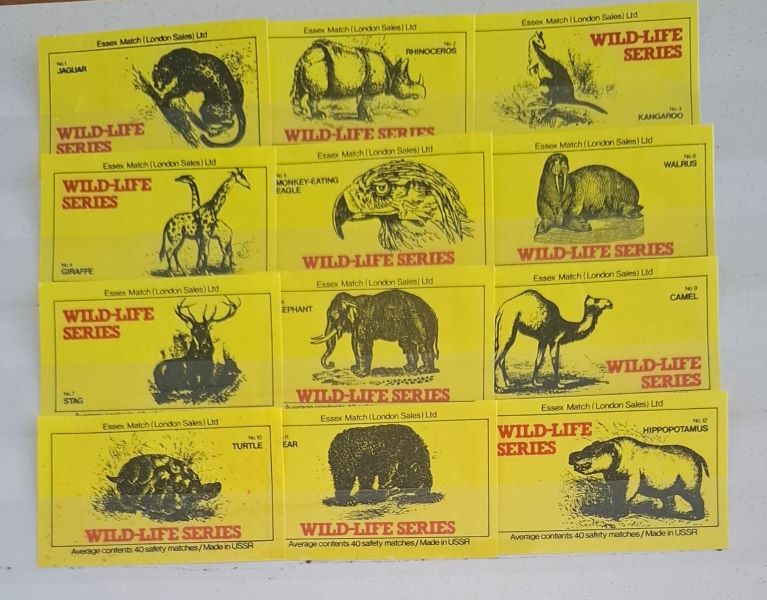 Essex Match (London Sales) Ltd
No.1
JAGUAR
WILD-LIFE
SERIES
Essex Match (London Sales) Ltd
No.2
RHINOCEROS
WILD-LIFE SERIES
Essex Match (London Sales) Ltd
WILD-LIFE
SERIES
No.3
KANGAROO
Essex Match (London Sales) Ltd
WILD-LIFE
SERIES
No.4
GIRAFFE
Essex Match (London Sales) Ltd
No.5
MONKEY-EATING
EAGLE
WILD-LIFE SERIES
Essex Match (London Sales) Ltd
No.6
WALRUS
WILD-LIFE SERIES
Essex Match (London Sales) Ltd
WILD-LIFE
SERIES
No.7
STAG
Average contents 40
Essex Match (London Sales) Ltd
EPHANT
WILD-LIFE SERIES
Essex Match (London Sales) Ltd
No.9
CAMEL
WILD-LIFE
SERIES
Essex Match (London Sales) Ltd
No.10
TURTLE
WILD-LIFE SERIES
Average contents 40 safety matches / Made in USSR
Essex Match (London Sales) Ltd
.11
EAR
WILD-LIFE SERIES
Average contents 40 safety matches / Made in USSR
Essex Match (London Sales) Ltd
WILD-LIFE
SERIES
No.12
HIPPOPOTAMUS
Average contents 40 safety matches / Made in USSR